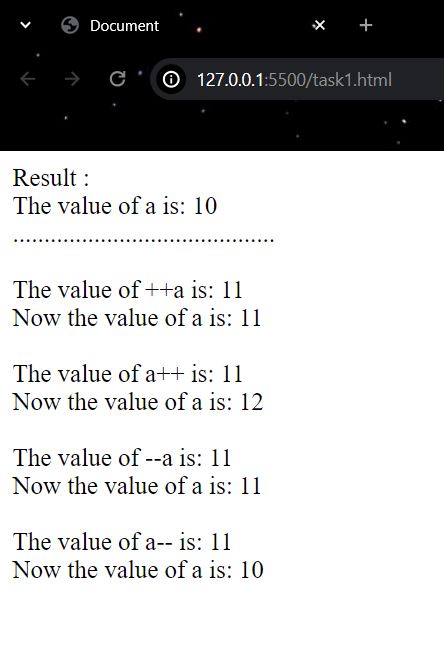 Document
127.0.0.1:5500/task1.html
Result :
The value of a is: 10
..........................................
The value of ++a is: 11
Now the value of a is: 11
The value of a++ is: 11
Now the value of a is: 12
The value of --a is: 11
Now the value of a is: 11
The value of a-- is: 11
Now the value of a is: 10